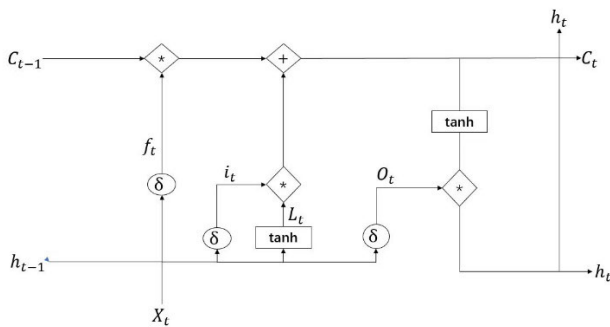 h_t
C_{t-1} * + C_t
tanh
f_t
i_t O_t
δ * *
L_t
δ tanh δ
h_{t-1} h_t
X_t